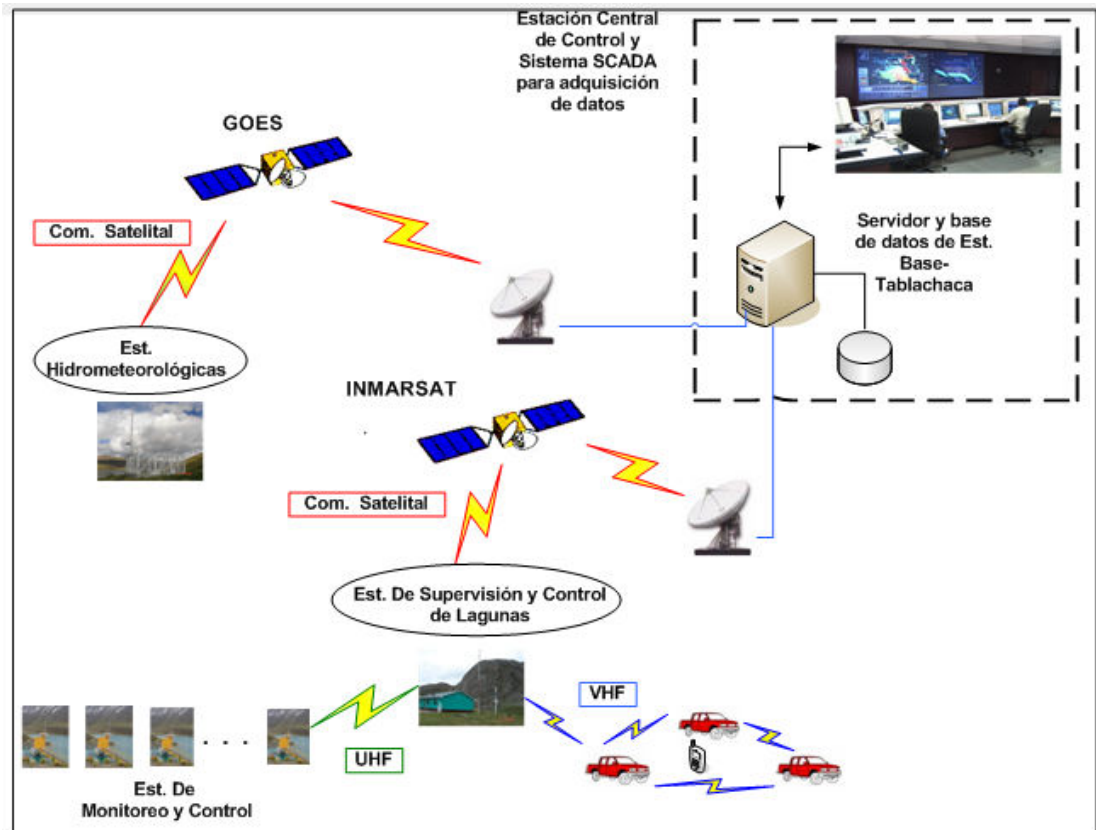 Estación Central
de Control y
Sistema SCADA
para adquisición
de datos
GOES
Com. Satelital
Servidor y base
de datos de Est.
Base-
Tablachaca
Est.
Hidrometeorológicas
INMARSAT
Com. Satelital
Est. De Supervisión y Control
de Lagunas
VHF
UHF
Est. De
Monitoreo y Control